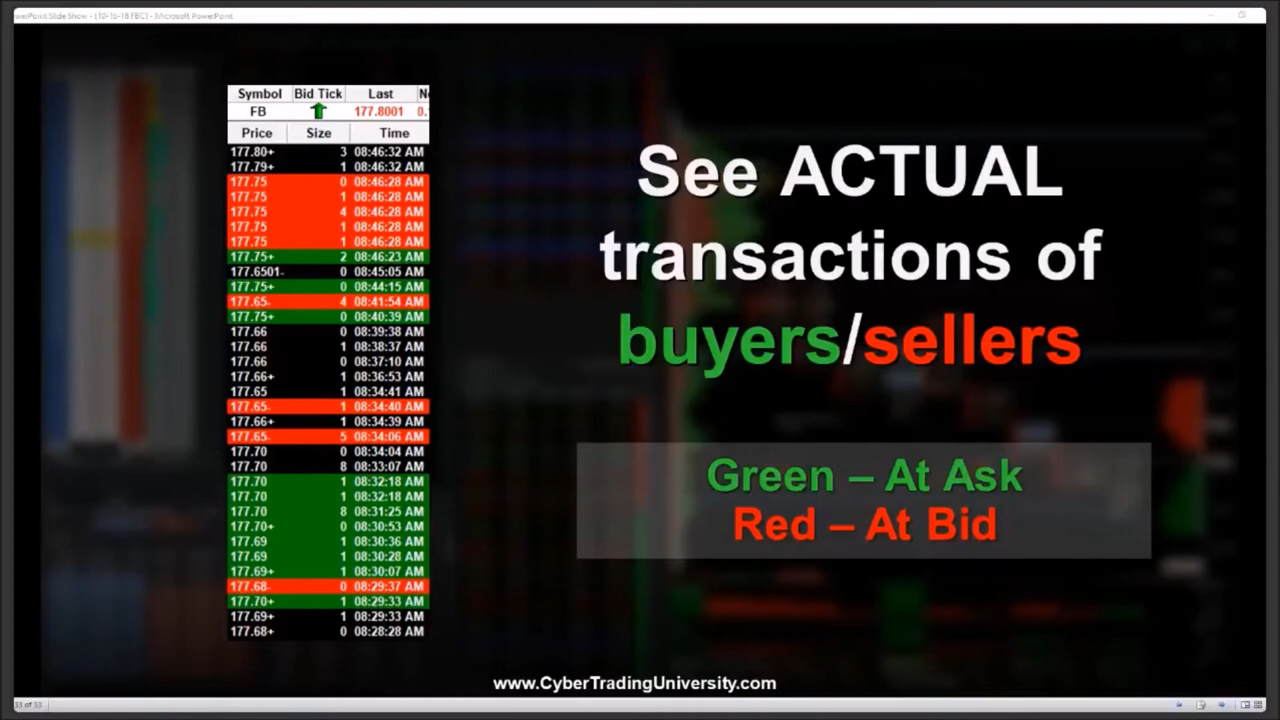 owerPoint Slide Show - [10-16-18 FEC] - Microsoft PowerPoint
Symbol Bid Tick Last
FB 177.8001 0.
Price Size Time
177.80+ 3 08:46:32 AM
177.79+ 1 08:46:32 AM
177.75 0 08:46:28 AM
177.75 1 08:46:28 AM
177.75 4 08:46:28 AM
177.75 1 08:46:28 AM
177.75 1 08:46:28 AM
177.75+ 2 08:46:23 AM
177.6501- 0 08:45:05 AM
177.75+ 0 08:44:15 AM
177.65- 4 08:41:54 AM
177.75+ 0 08:40:39 AM
177.66 0 08:39:38 AM
177.66 1 08:38:37 AM
177.66 0 08:37:10 AM
177.66+ 1 08:36:53 AM
177.65 1 08:34:41 AM
177.65- 1 08:34:40 AM
177.66+ 1 08:34:39 AM
177.65- 5 08:34:06 AM
177.70 0 08:34:04 AM
177.70 8 08:33:07 AM
177.70 1 08:32:18 AM
177.70 1 08:32:18 AM
177.70 8 08:31:25 AM
177.70+ 0 08:30:53 AM
177.69 1 08:30:36 AM
177.69 1 08:30:28 AM
177.69+ 1 08:30:07 AM
177.68- 0 08:29:37 AM
177.70+ 1 08:29:33 AM
177.69+ 1 08:29:33 AM
177.68+ 0 08:28:28 AM
See ACTUAL
transactions of
buyers/sellers
Green – At Ask
Red – At Bid
www.CyberTradingUniversity.com
33 of 53